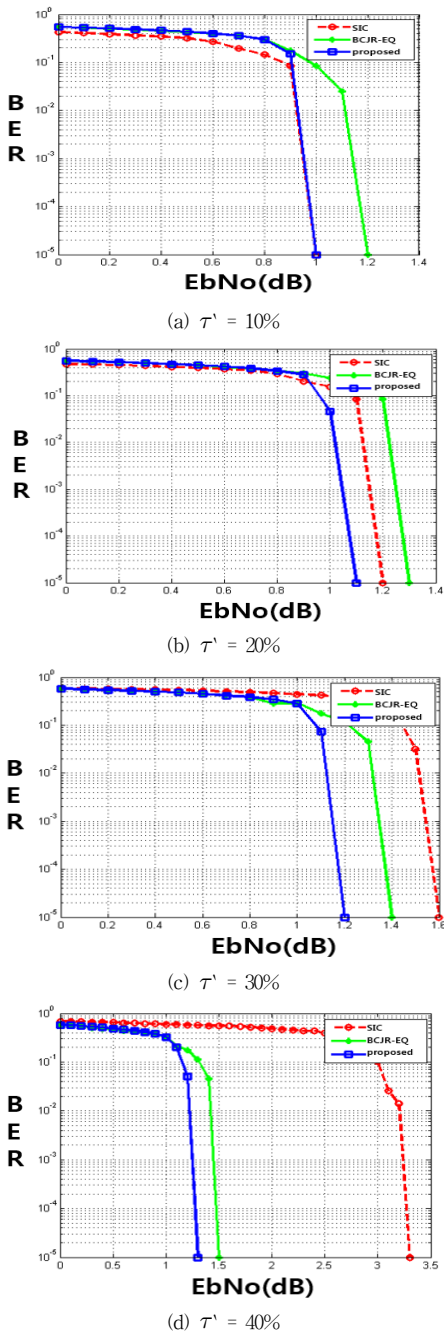 10^0
10^-1
10^-2
10^-3
10^-4
10^-5
B
E
R
SIC
BCJR-EQ
proposed
0 0.2 0.4 0.6 0.8 1 1.2 1.4
EbNo(dB)
(a) τ' = 10%
10^0
10^-1
10^-2
10^-3
10^-4
10^-5
B
E
R
SIC
BCJR-EQ
proposed
0 0.2 0.4 0.6 0.8 1 1.2 1.4
EbNo(dB)
(b) τ' = 20%
10^0
10^-1
10^-2
10^-3
10^-4
10^-5
B
E
R
SIC
BCJR-EQ
proposed
0 0.2 0.4 0.6 0.8 1 1.2 1.4 1.6
EbNo(dB)
(c) τ' = 30%
10^0
10^-1
10^-2
10^-3
10^-4
10^-5
B
E
R
SIC
BCJR-EQ
proposed
0 0.5 1 1.5 2 2.5 3 3.5
EbNo(dB)
(d) τ' = 40%